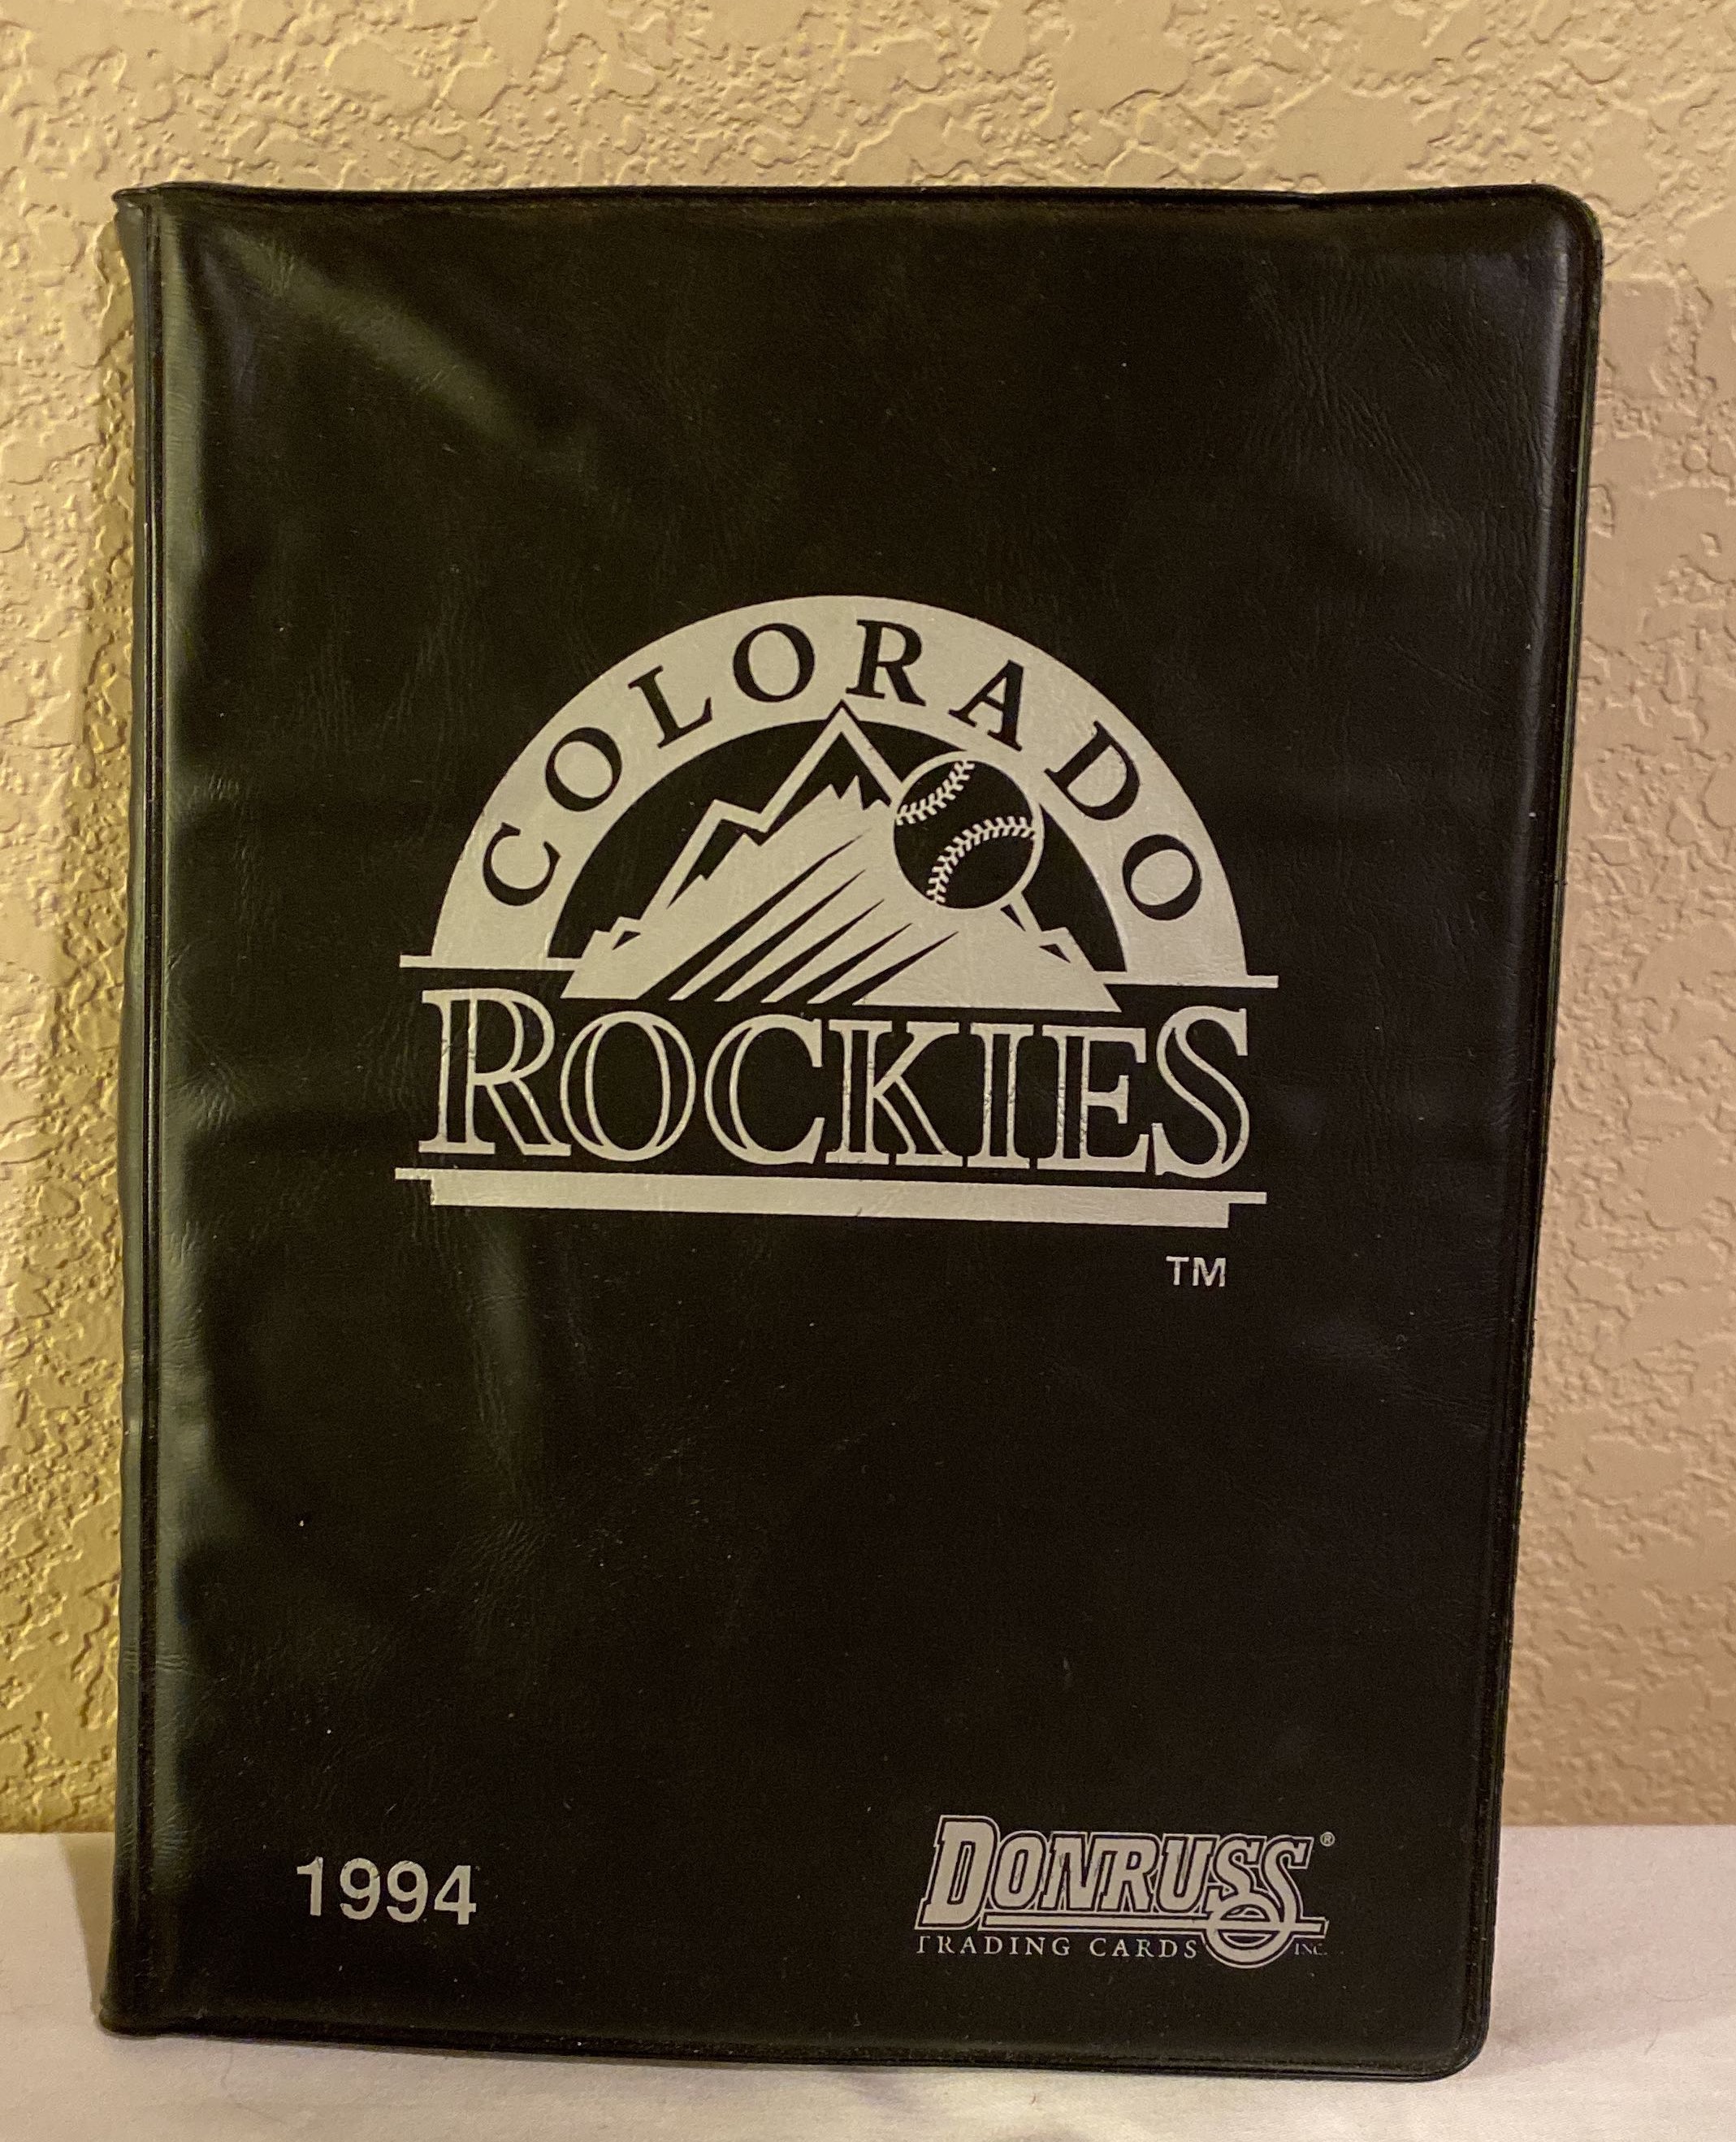 COLORADO
ROCKIES
TM
1994
DONRUSS®
TRADING CARDS INC.